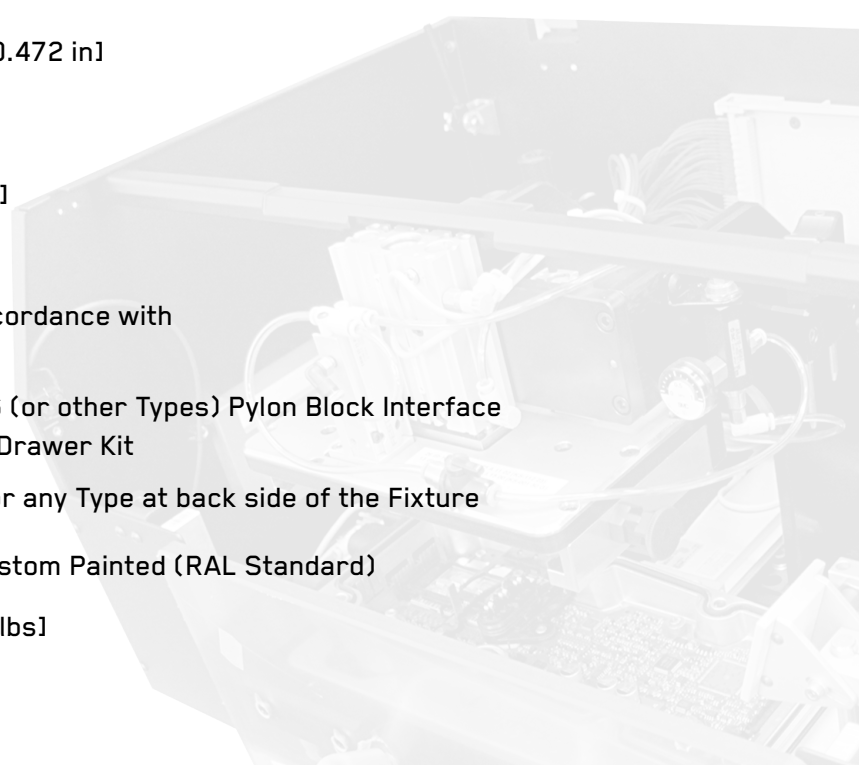 .472 in]
]
cordance with
(or other Types) Pylon Block Interface
Drawer Kit
r any Type at back side of the Fixture
stom Painted (RAL Standard)
lbs]